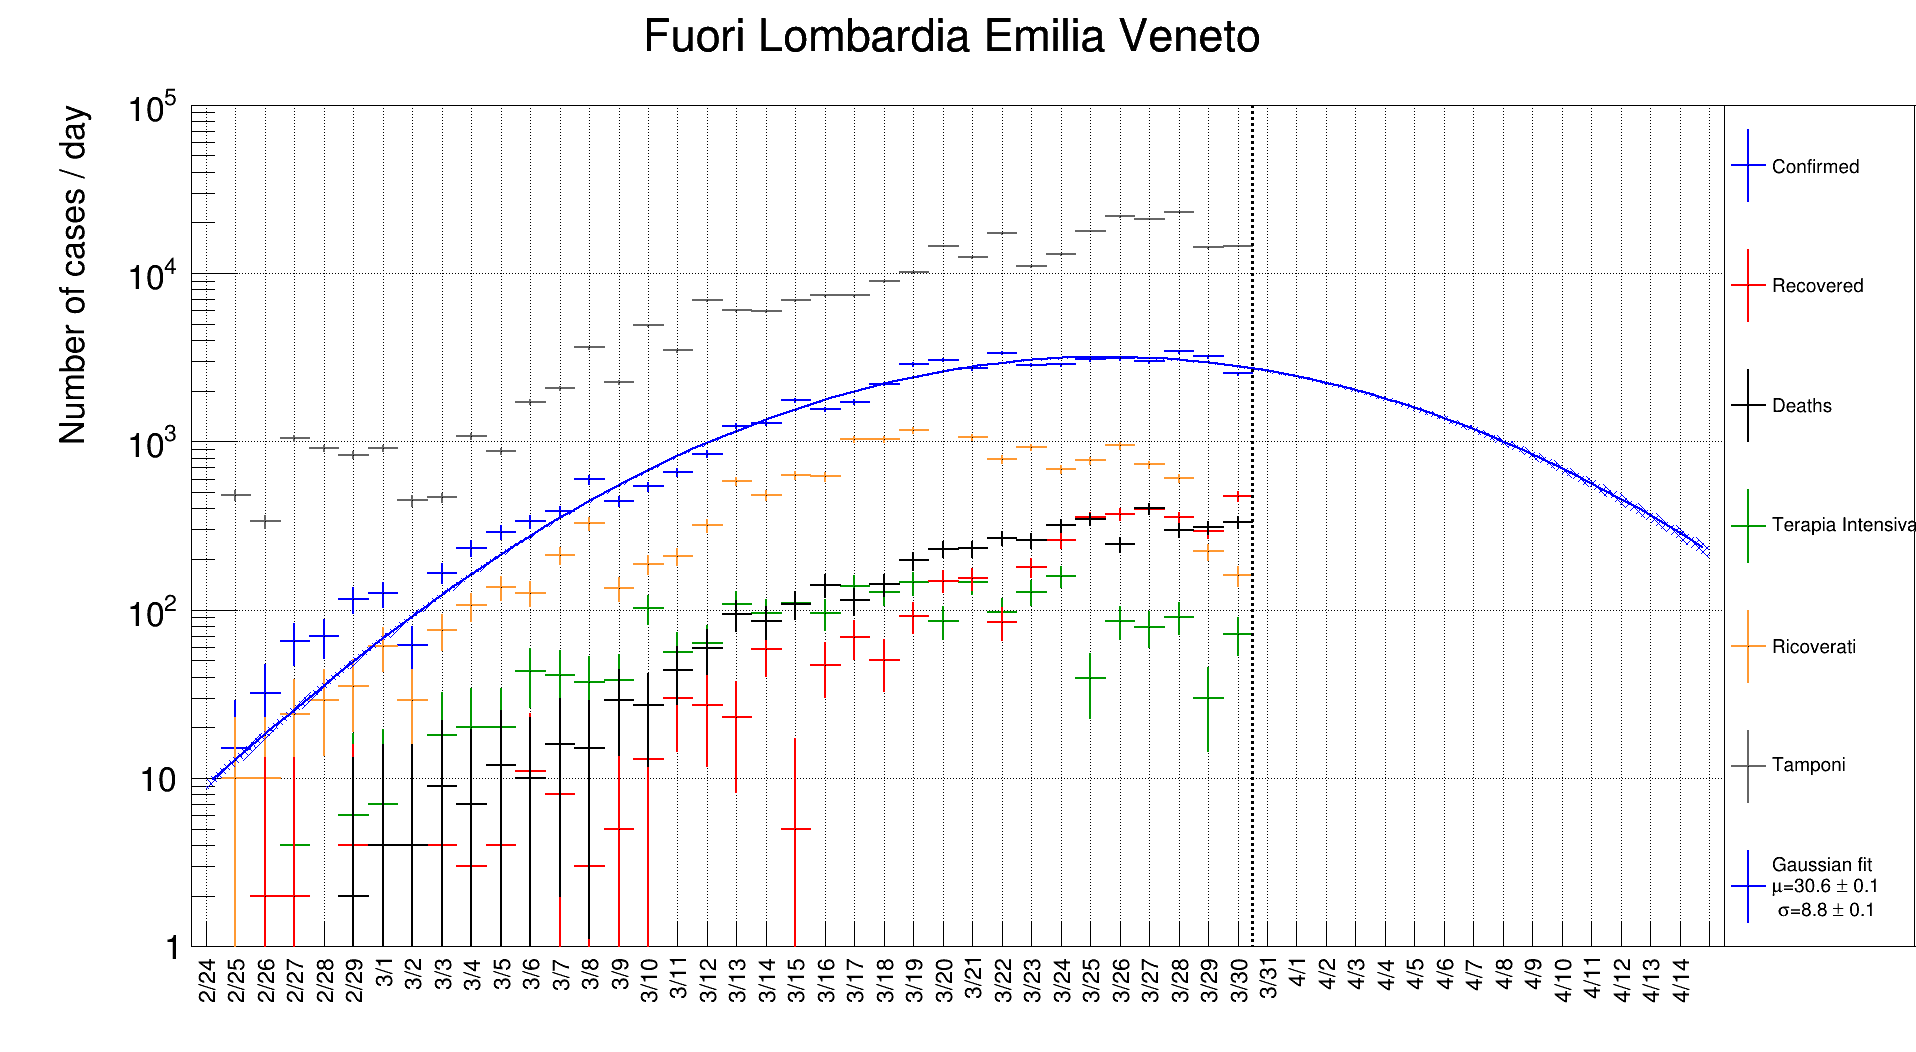 Fuori Lombardia Emilia Veneto
Number of cases / day
10^5
10^4
10^3
10^2
10
1
2/24 2/25 2/26 2/27 2/28 2/29 3/1 3/2 3/3 3/4 3/5 3/6 3/7 3/8 3/9 3/10 3/11 3/12 3/13 3/14 3/15 3/16 3/17 3/18 3/19 3/20 3/21 3/22 3/23 3/24 3/25 3/26 3/27 3/28 3/29 3/30 3/31 4/1 4/2 4/3 4/4 4/5 4/6 4/7 4/8 4/9 4/10 4/11 4/12 4/13 4/14
Confirmed
Recovered
Deaths
Terapia Intensiva
Ricoverati
Tamponi
Gaussian fit
μ=30.6 ± 0.1
σ=8.8 ± 0.1